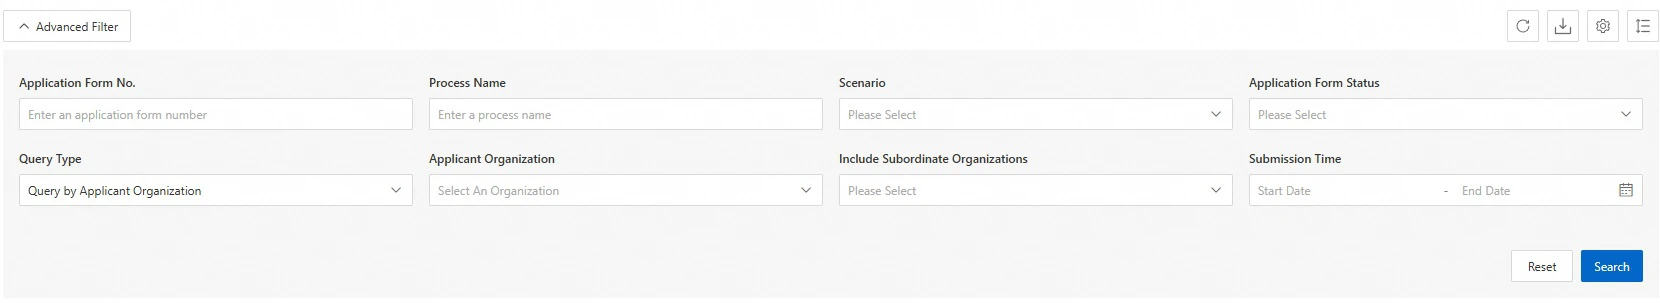 Advanced Filter
Application Form No. Process Name Scenario Application Form Status
Enter an application form number Enter a process name Please Select Please Select
Query Type Applicant Organization Include Subordinate Organizations Submission Time
Query by Applicant Organization Select An Organization Please Select Start Date - End Date
Reset Search